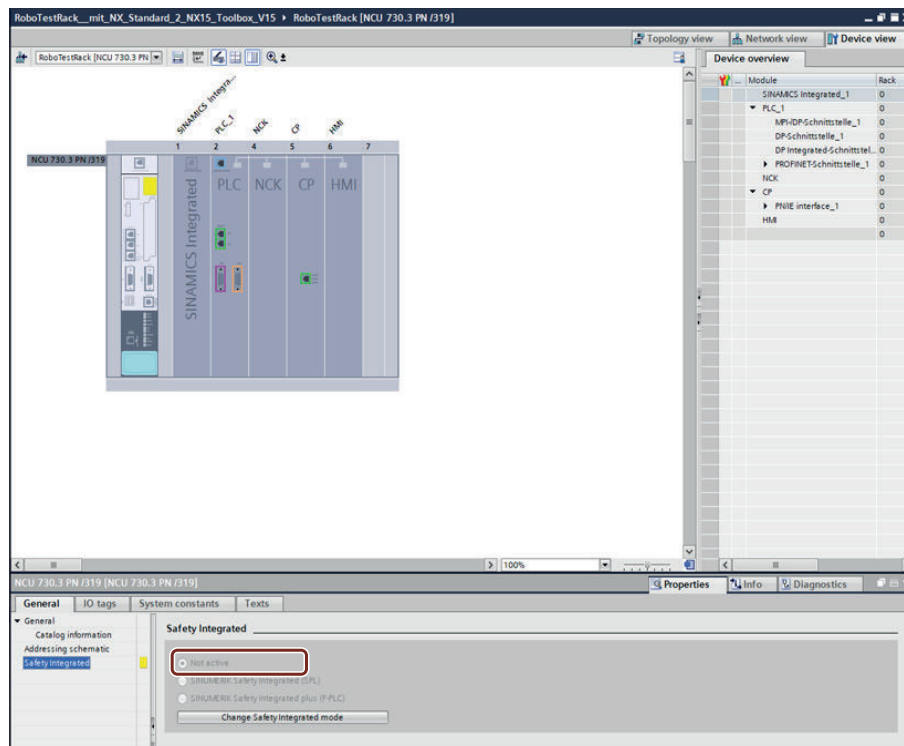 RoboTestRack__mit_NX_Standard_2_NX15_Toolbox_V15 ▸ RoboTestRack [NCU 730.3 PN /319]
Topology view
Network view
Device view
RoboTestRack [NCU 730.3 PN
Device overview
... Module Rack
SINAMICS Integrated_1 0
PLC_1 0
MPI-/DP-Schnittstelle_1 0
DP-Schnittstelle_1 0
DP Integrated-Schnittstel... 0
PROFINET-Schnittstelle_1 0
NCK 0
CP 0
PN/IE interface_1 0
HMI 0
0
SINAMICS Integra...
PLC_1
NCK
CP
HMI
1 2 4 5 6 7
NCU 730.3 PN /319
SINAMICS Integrated
PLC NCK CP HMI
100%
NCU 730.3 PN /319 [NCU 730.3 PN /319]
Properties
Info
Diagnostics
General IO tags System constants Texts
General
Catalog information
Addressing schematic
Safety Integrated
Safety Integrated
Not active
SINUMERIK Safety Integrated (SPL)
SINUMERIK Safety Integrated plus (F-PLC)
Change Safety Integrated mode